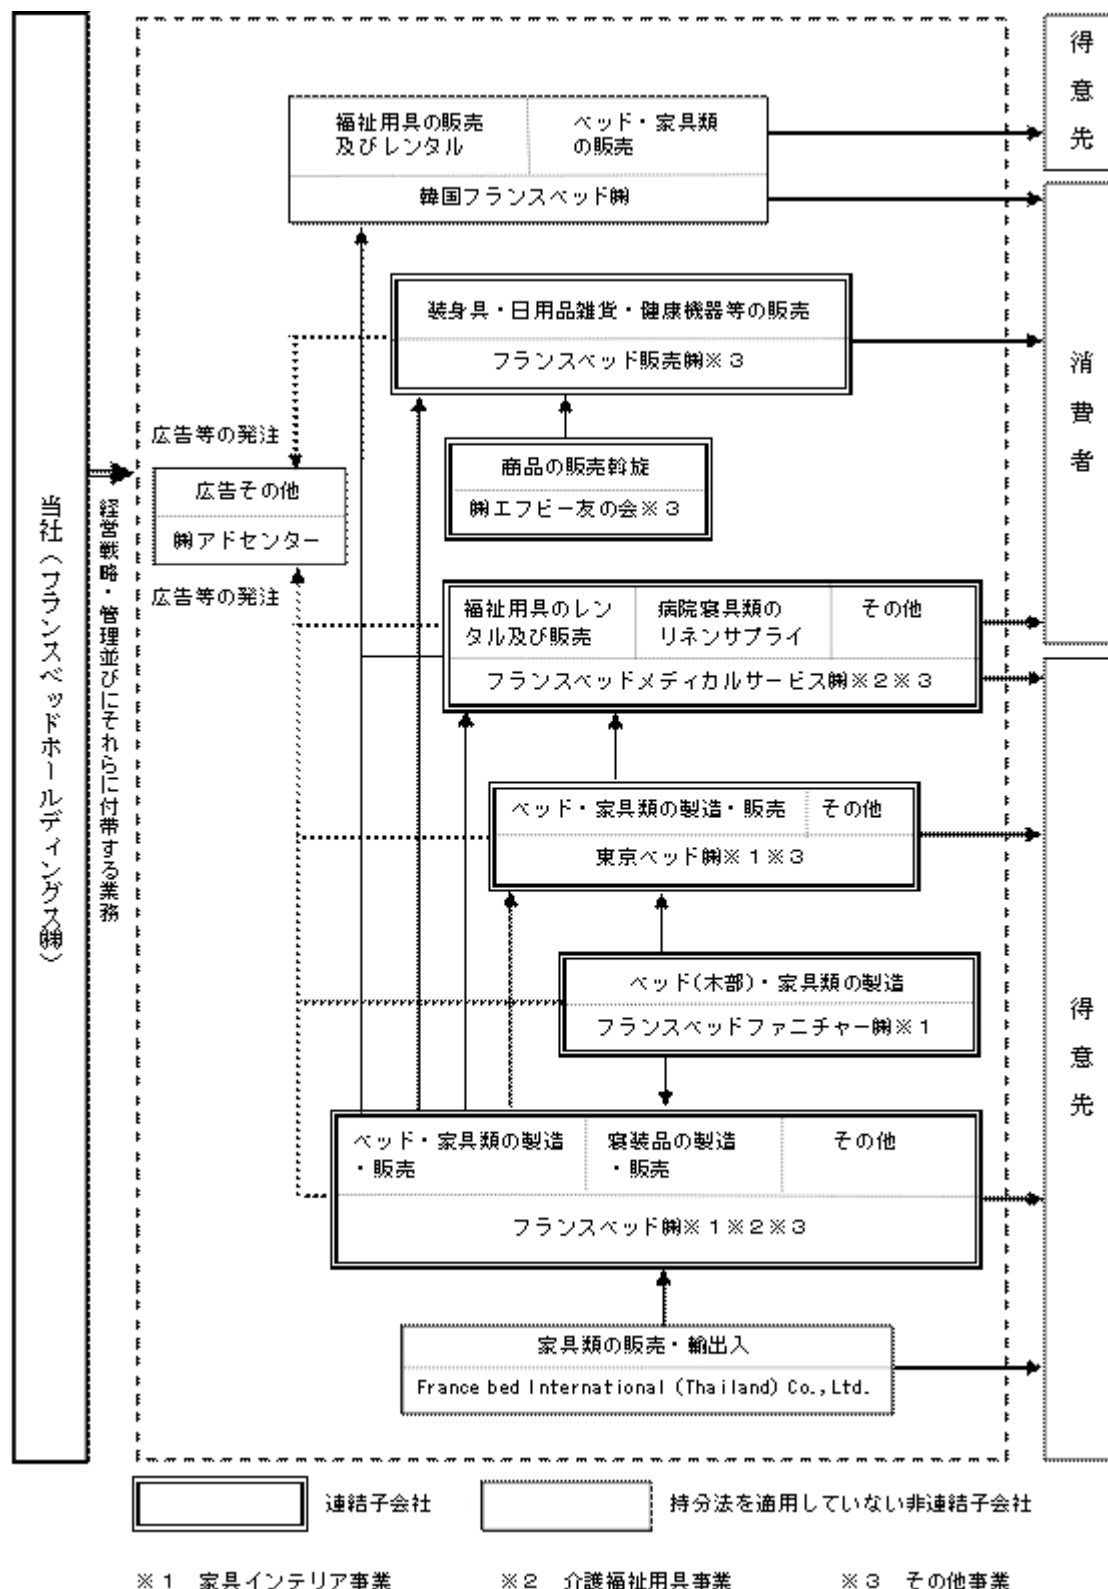 当社（フランスベッドホールディングス㈱）
経営戦略・管理並びにそれらに付帯する業務
福祉用具の販売
及びレンタル
ベッド・家具類
の販売
韓国フランスベッド㈱
得意先
装身具・日用品雑貨・健康機器等の販売
フランスベッド販売㈱※3
消費者
広告等の発注
商品の販売斡旋
㈱エフビー友の会※3
広告その他
㈱アドセンター
広告等の発注
福祉用具のレン
タル及び販売
病院寝具類の
リネンサプライ
その他
フランスベッドメディカルサービス㈱※2※3
ベッド・家具類の製造・販売
その他
東京ベッド㈱※1※3
ベッド(木部)・家具類の製造
フランスベッドファニチャー㈱※1
得意先
ベッド・家具類の製造
・販売
寝装品の製造
・販売
その他
フランスベッド㈱※1※2※3
家具類の販売・輸出入
France bed International (Thailand) Co.,Ltd.
連結子会社
持分法を適用していない非連結子会社
※1 家具インテリア事業
※2 介護福祉用具事業
※3 その他事業